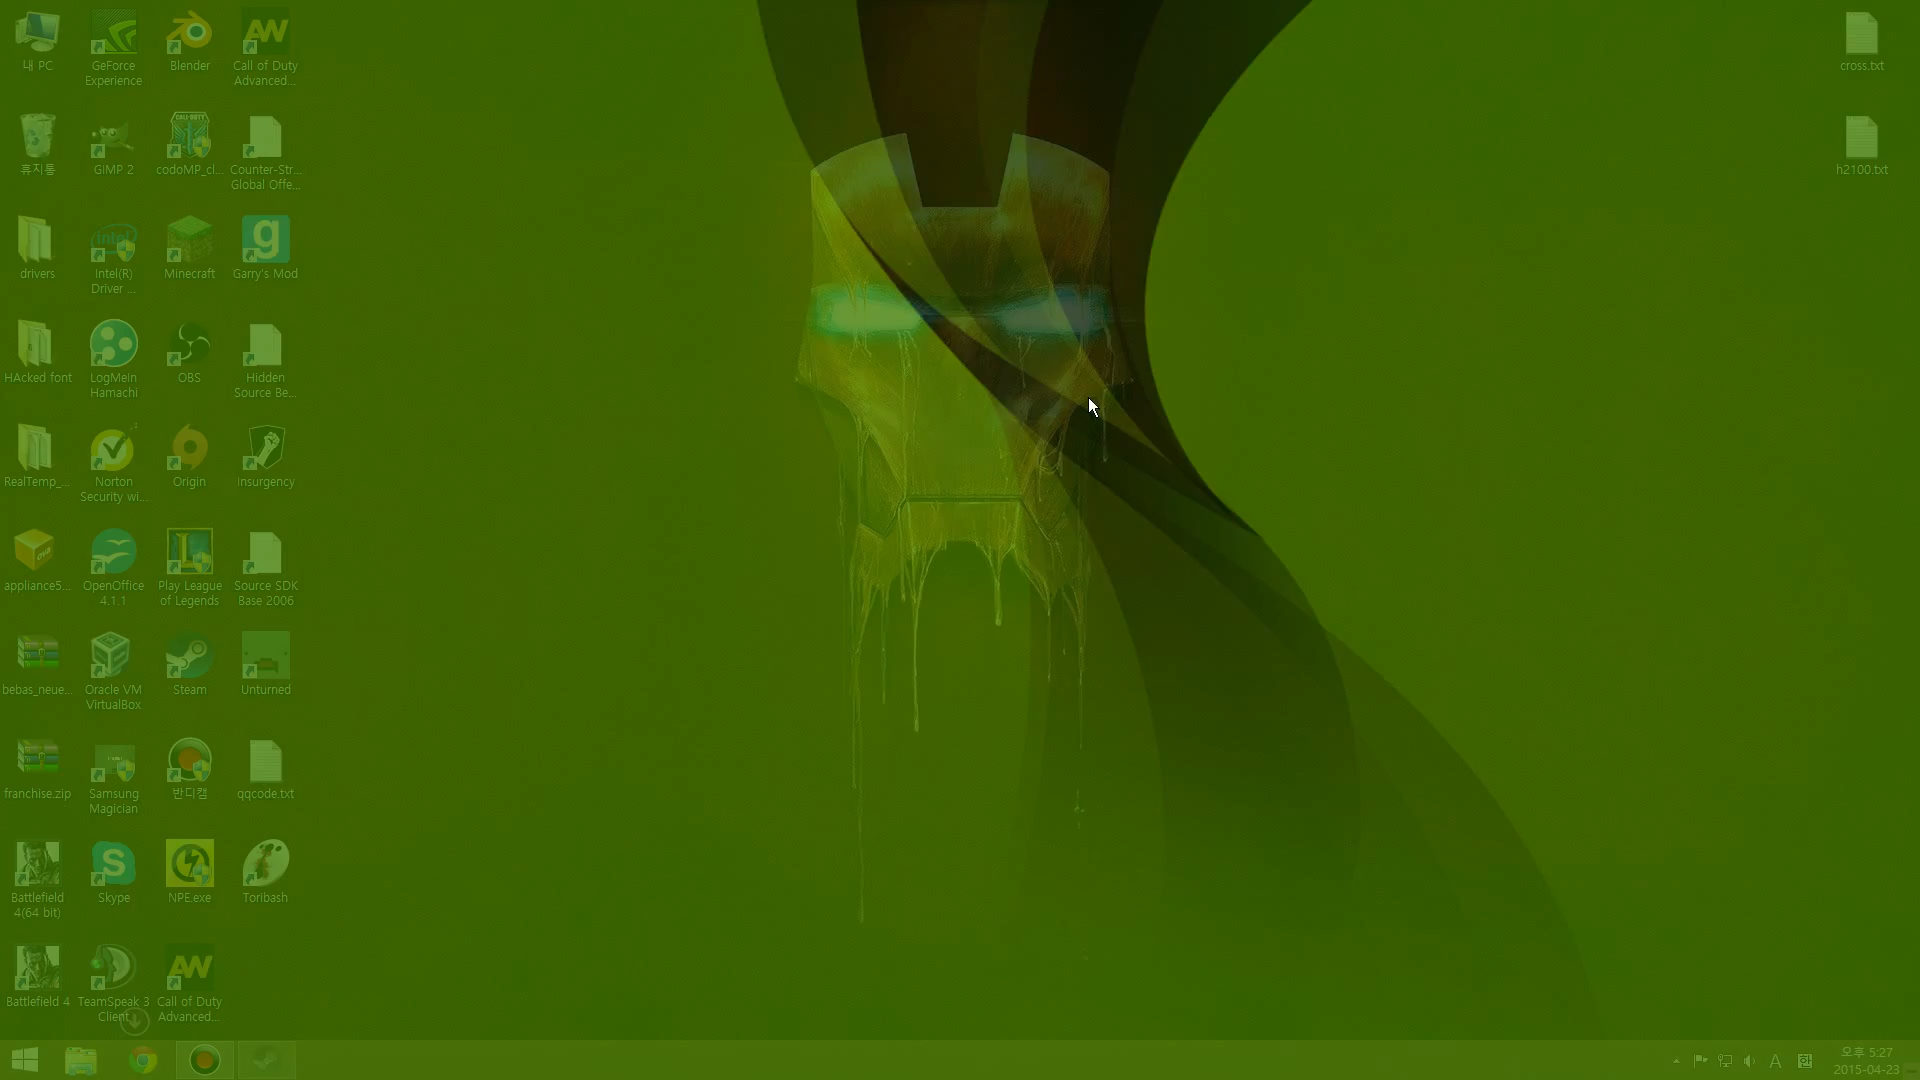 내 PC
GeForce
Experience
Blender
Call of Duty
Advanced...
cross.txt
휴지통
GIMP 2
codoMP_cl...
Counter-Str...
Global Offe...
h2100.txt
drivers
Intel(R)
Driver ...
Minecraft
Garry's Mod
HAcked font
LogMeIn
Hamachi
OBS
Hidden
Source Be...
RealTemp_...
Norton
Security wi...
Origin
Insurgency
appliance5...
OpenOffice
4.1.1
Play League
of Legends
Source SDK
Base 2006
bebas_neue...
Oracle VM
VirtualBox
Steam
Unturned
franchise.zip
Samsung
Magician
반디캠
qqcode.txt
Battlefield
4(64 bit)
Skype
NPE.exe
Toribash
Battlefield 4
TeamSpeak 3
Client
Call of Duty
Advanced...
A
한
오후 5:27
2015-04-23